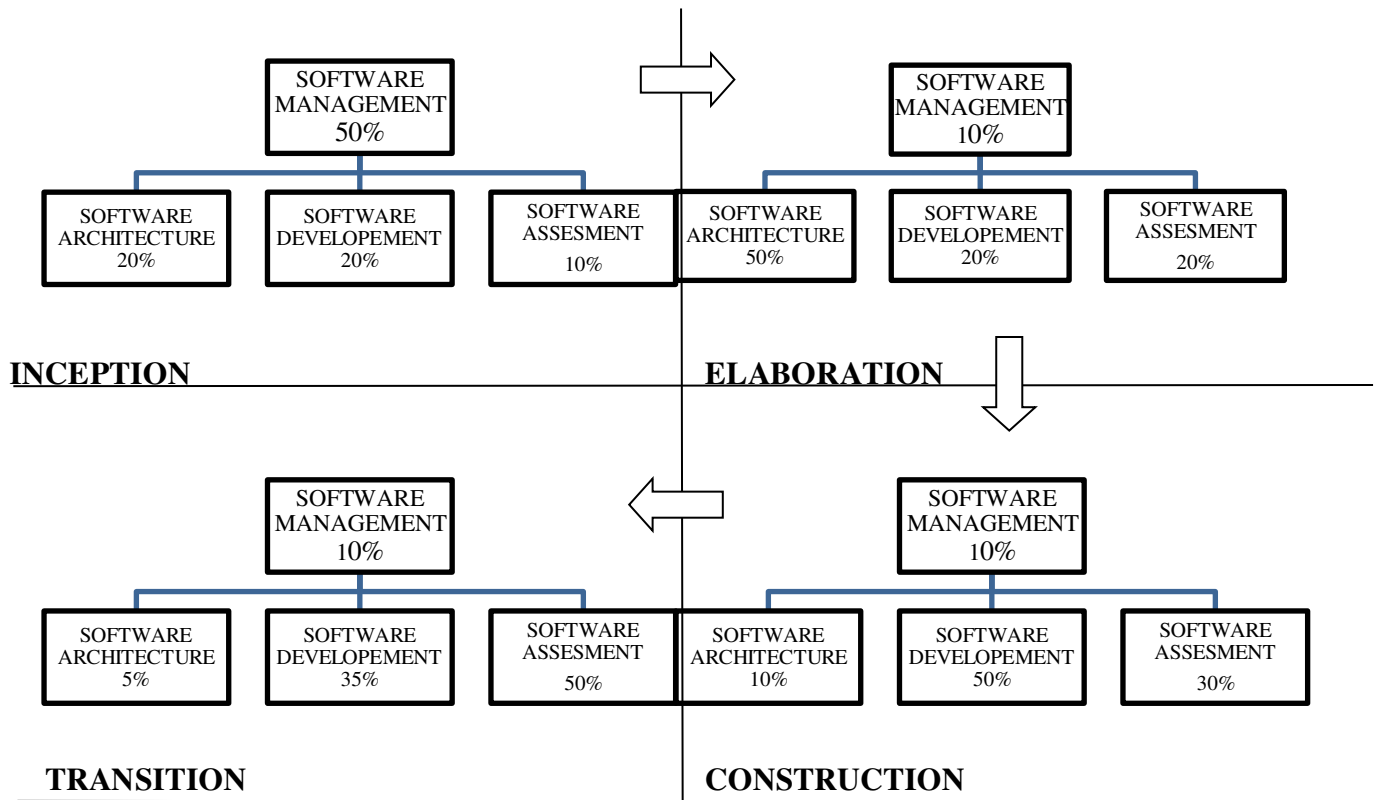 SOFTWARE
MANAGEMENT
50%
SOFTWARE
ARCHITECTURE
20%
SOFTWARE
DEVELOPEMENT
20%
SOFTWARE
ASSESMENT
10%
INCEPTION
SOFTWARE
MANAGEMENT
10%
SOFTWARE
ARCHITECTURE
50%
SOFTWARE
DEVELOPEMENT
20%
SOFTWARE
ASSESMENT
20%
ELABORATION
SOFTWARE
MANAGEMENT
10%
SOFTWARE
ARCHITECTURE
5%
SOFTWARE
DEVELOPEMENT
35%
SOFTWARE
ASSESMENT
50%
TRANSITION
SOFTWARE
MANAGEMENT
10%
SOFTWARE
ARCHITECTURE
10%
SOFTWARE
DEVELOPEMENT
50%
SOFTWARE
ASSESMENT
30%
CONSTRUCTION